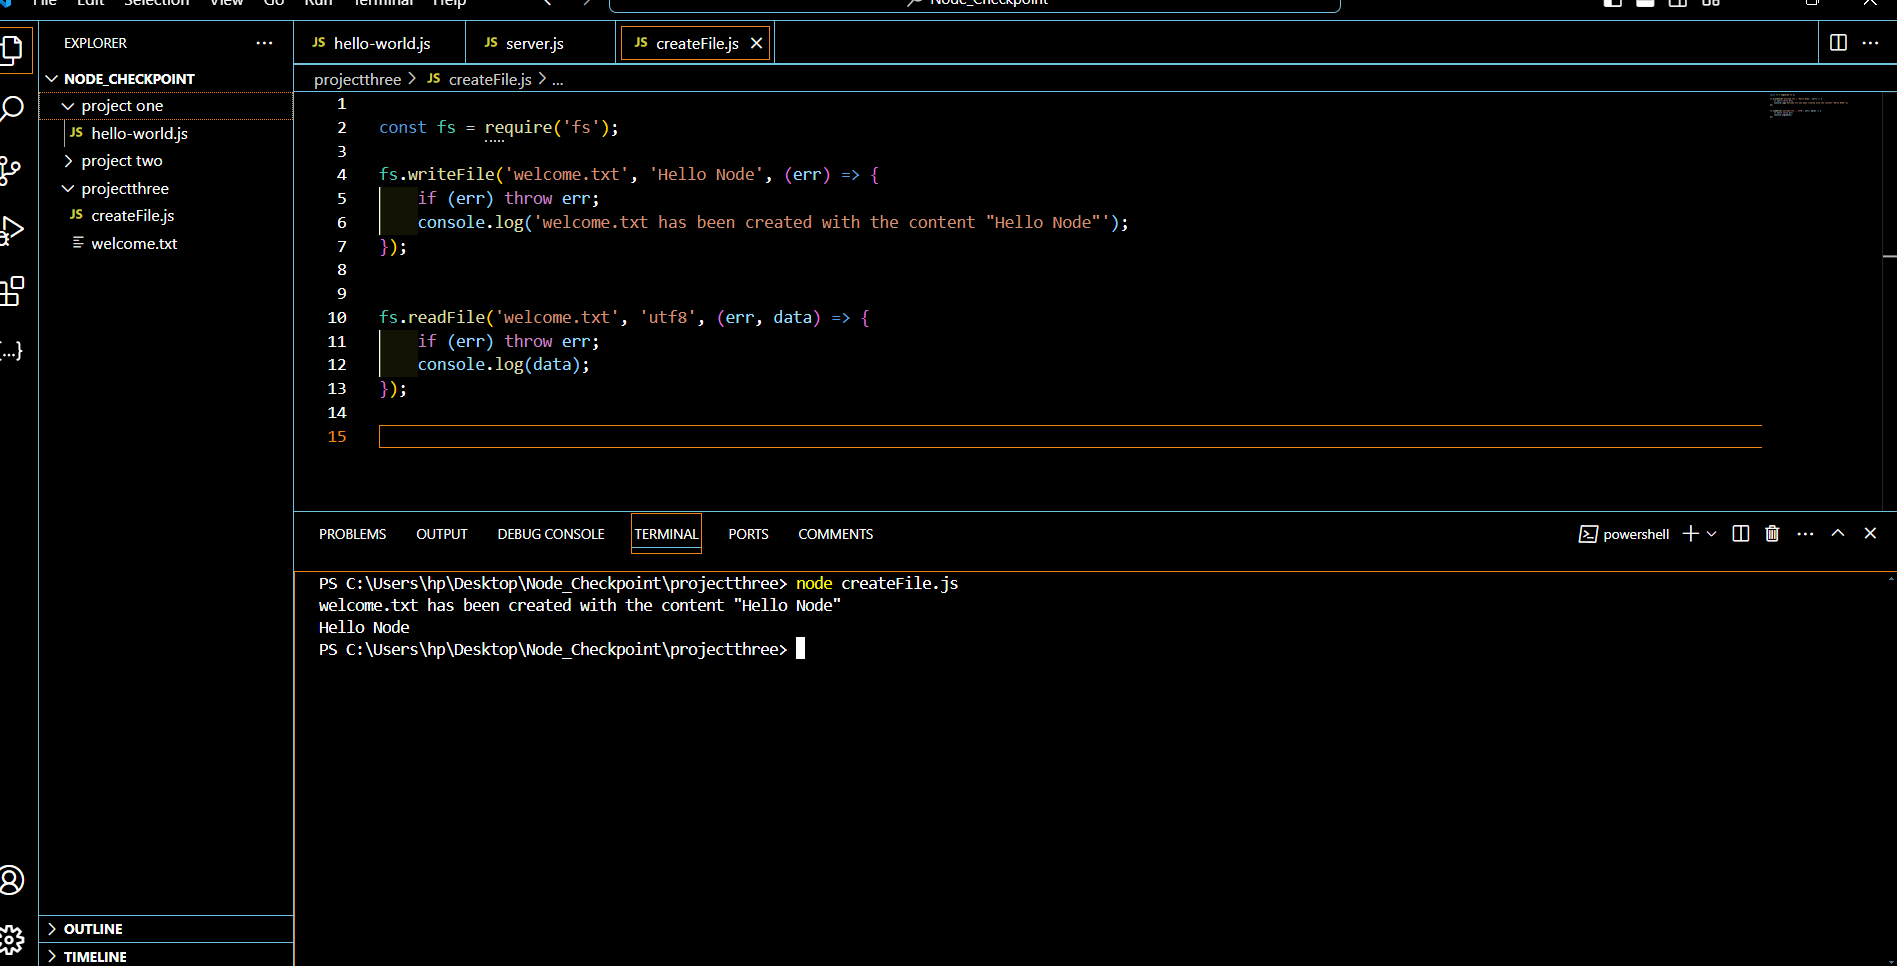 File Edit Selection View Go Run Terminal Help
Node_Checkpoint
EXPLORER
NODE_CHECKPOINT
project one
JS hello-world.js
project two
projectthree
JS createFile.js
welcome.txt
OUTLINE
TIMELINE
JS hello-world.js
JS server.js
JS createFile.js
projectthree > JS createFile.js > ...
1
2 const fs = require('fs');
3
4 fs.writeFile('welcome.txt', 'Hello Node', (err) => {
5 if (err) throw err;
6 console.log('welcome.txt has been created with the content "Hello Node"');
7 });
8
9
10 fs.readFile('welcome.txt', 'utf8', (err, data) => {
11 if (err) throw err;
12 console.log(data);
13 });
14
15
PROBLEMS OUTPUT DEBUG CONSOLE TERMINAL PORTS COMMENTS
powershell
PS C:\Users\hp\Desktop\Node_Checkpoint\projectthree> node createFile.js
welcome.txt has been created with the content "Hello Node"
Hello Node
PS C:\Users\hp\Desktop\Node_Checkpoint\projectthree>